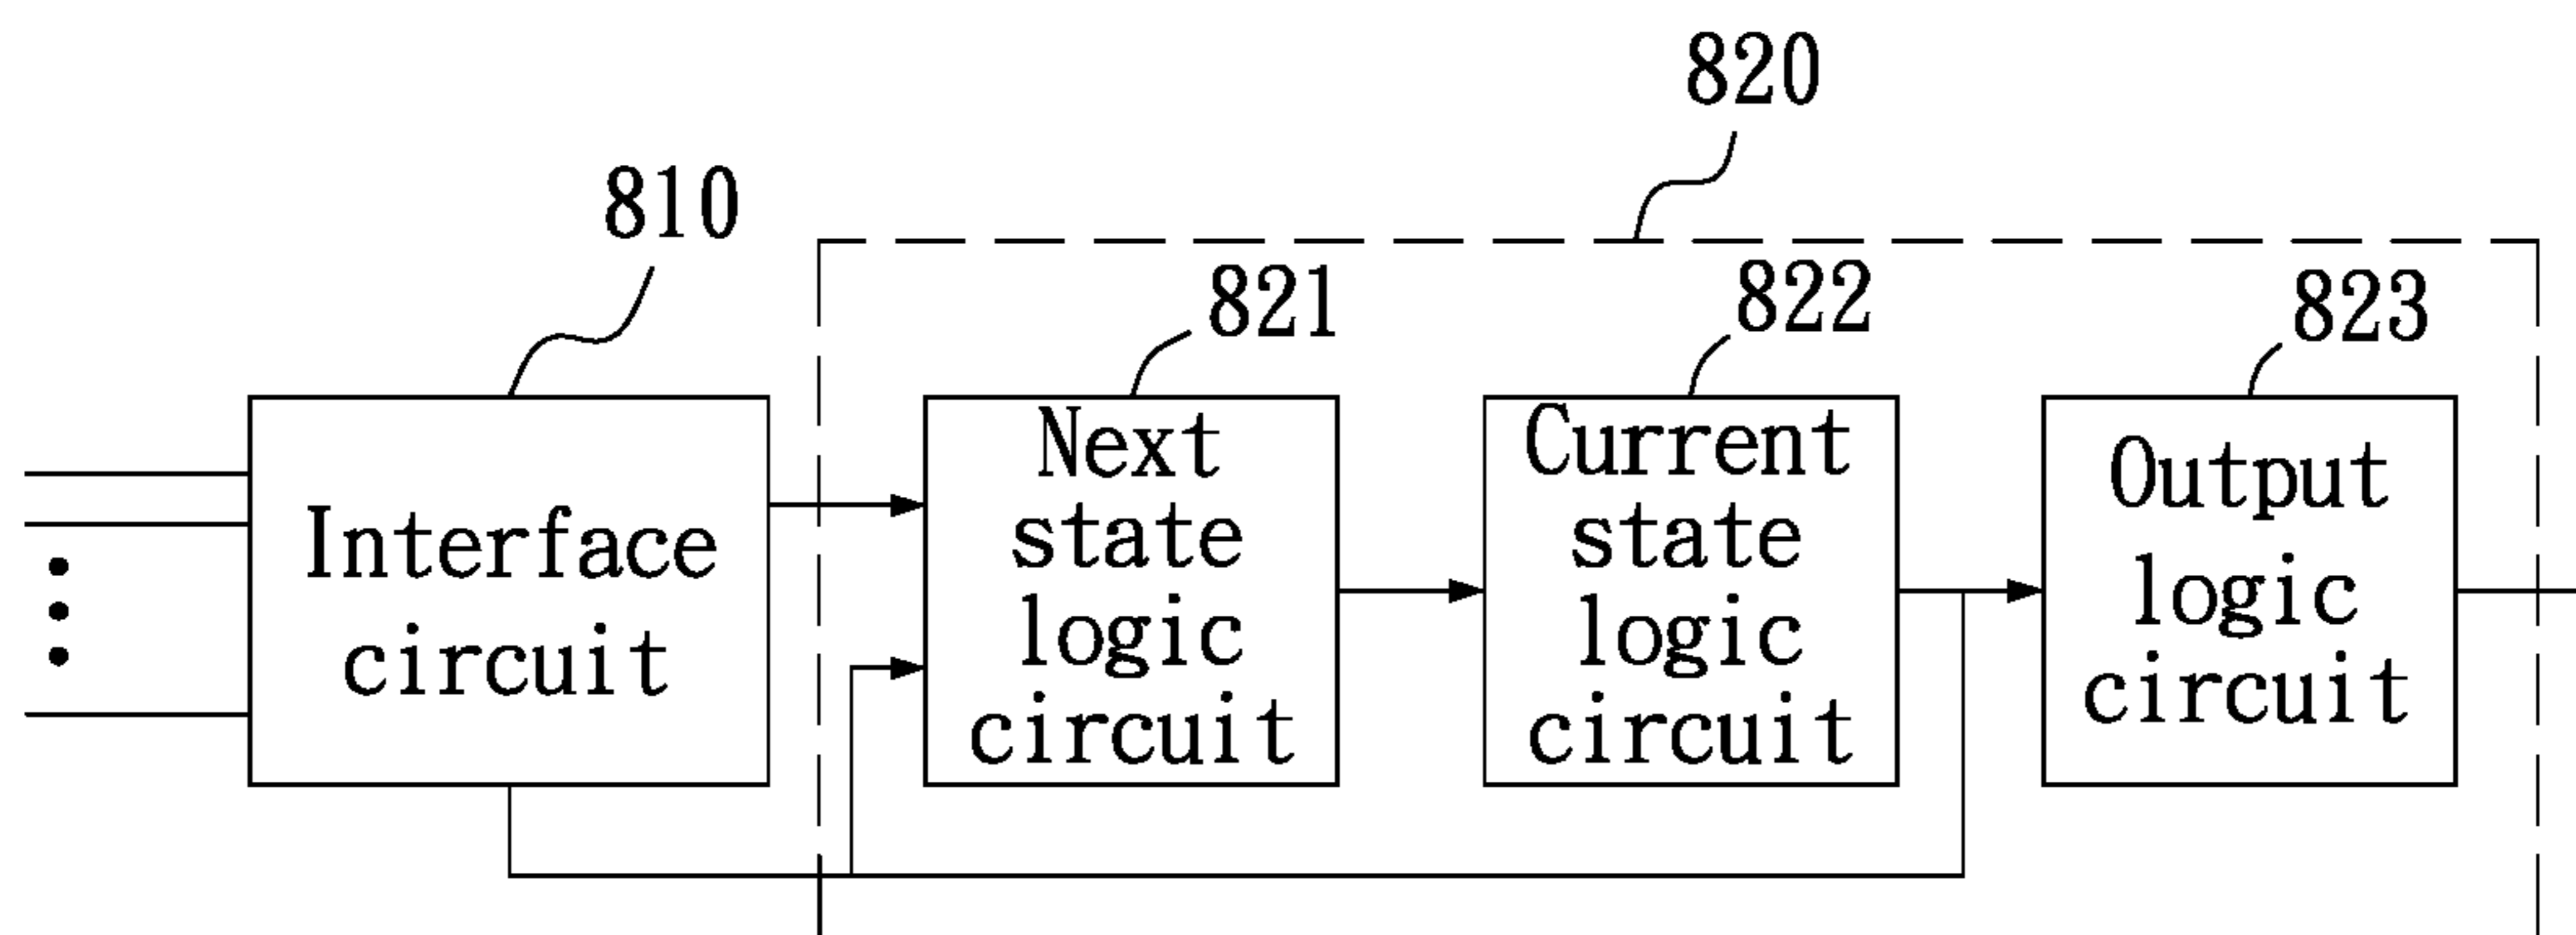 820
810
821
822
823
Interface
circuit
Next
state
logic
circuit
Current
state
logic
circuit
Output
logic
circuit